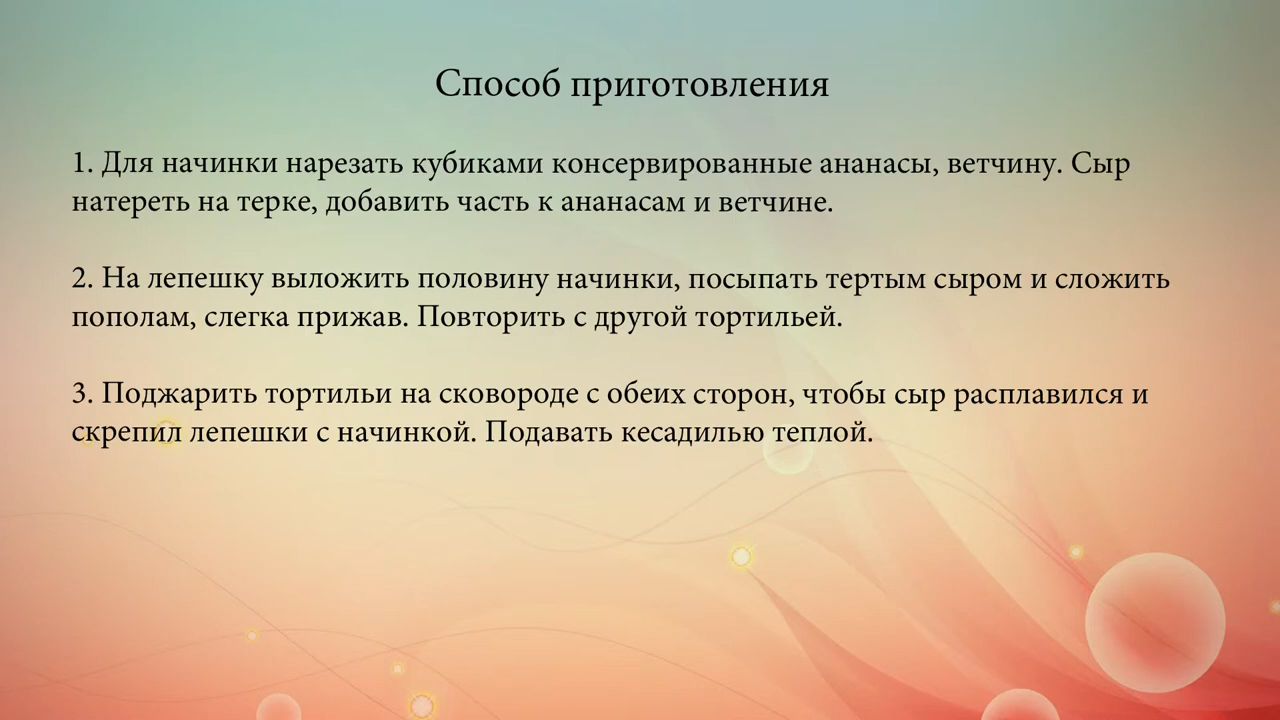 Способ приготовления
1. Для начинки нарезать кубиками консервированные ананасы, ветчину. Сыр
натереть на терке, добавить часть к ананасам и ветчине.
2. На лепешку выложить половину начинки, посыпать тертым сыром и сложить
пополам, слегка прижав. Повторить с другой тортильей.
3. Поджарить тортильи на сковороде с обеих сторон, чтобы сыр расплавился и
скрепил лепешки с начинкой. Подавать кесадилью теплой.